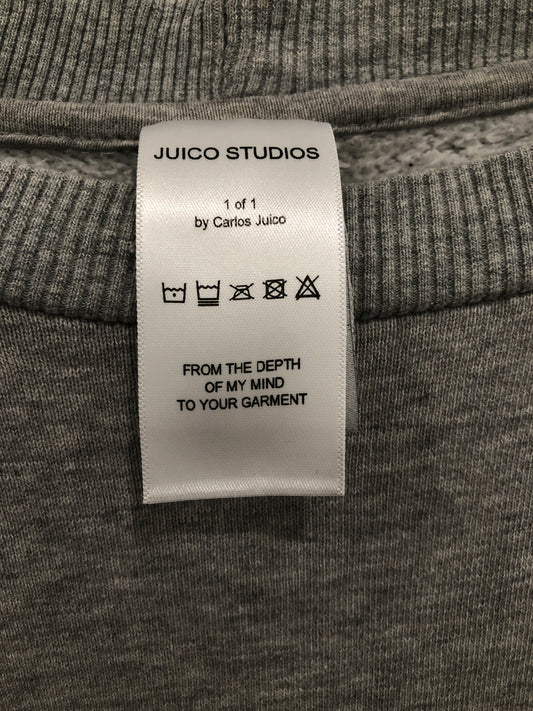 JUICO STUDIOS
1 of 1
by Carlos Juico
FROM THE DEPTH
OF MY MIND
TO YOUR GARMENT